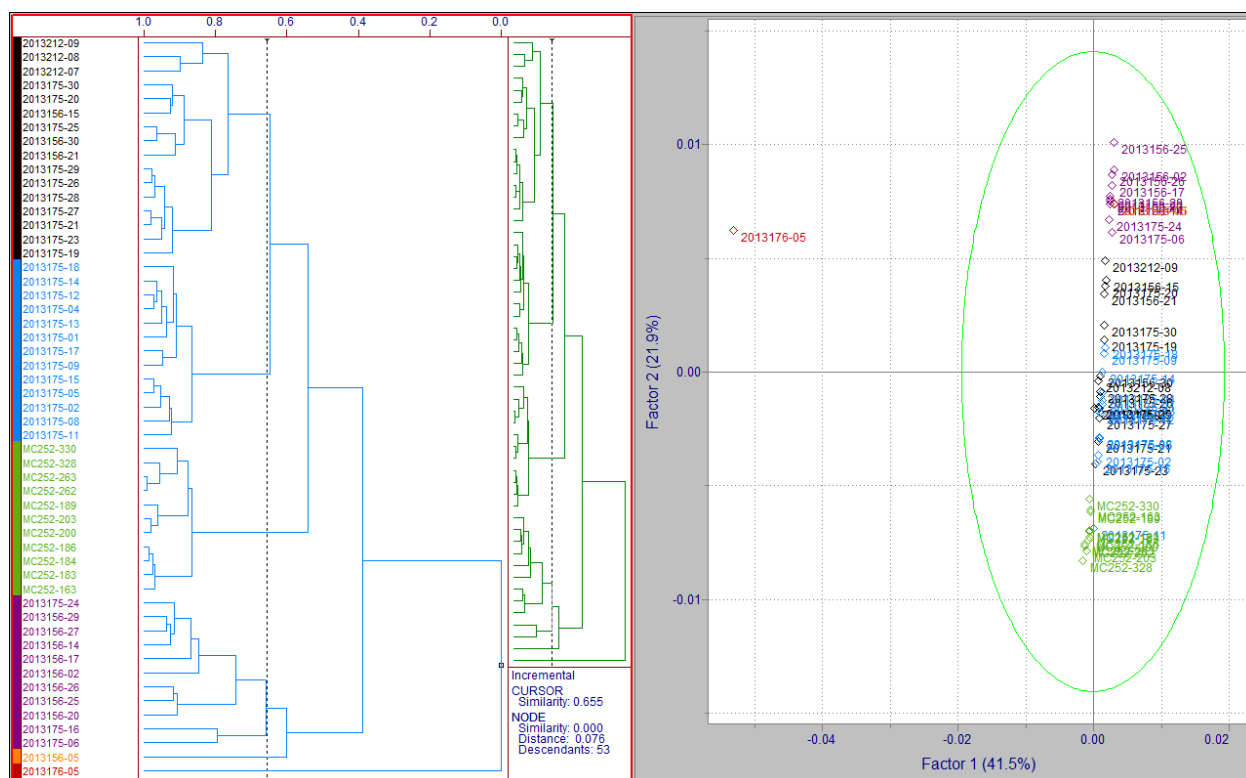 1.0 0.8 0.6 0.4 0.2 0.0
2013212-09
2013212-08
2013212-07
2013175-30
2013175-20
2013156-15
2013175-25
2013156-30
2013156-21
2013175-29
2013175-26
2013175-28
2013175-27
2013175-21
2013175-23
2013175-19
2013175-18
2013175-14
2013175-12
2013175-04
2013175-13
2013175-01
2013175-17
2013175-09
2013175-15
2013175-05
2013175-02
2013175-08
2013175-11
MC252-330
MC252-328
MC252-263
MC252-262
MC252-189
MC252-203
MC252-200
MC252-186
MC252-184
MC252-183
MC252-163
2013175-24
2013156-29
2013156-27
2013156-14
2013156-17
2013156-02
2013156-26
2013156-25
2013156-20
2013175-16
2013175-06
2013156-05
2013176-05
Incremental
CURSOR
Similarity: 0.655
NODE
Similarity: 0.000
Distance: 0.076
Descendants: 53
Factor 2 (21.9%)
0.01
0.00
-0.01
2013176-05
2013156-25
2013156-02
2013156-26
2013156-17
2013175-24
2013175-06
2013212-09
2013156-15
2013156-21
2013175-30
2013175-19
2013175-09
2013156-30
2013212-08
2013175-27
2013175-21
2013175-02
2013175-23
MC252-330
MC252-203
MC252-328
-0.04 -0.02 0.00 0.02
Factor 1 (41.5%)